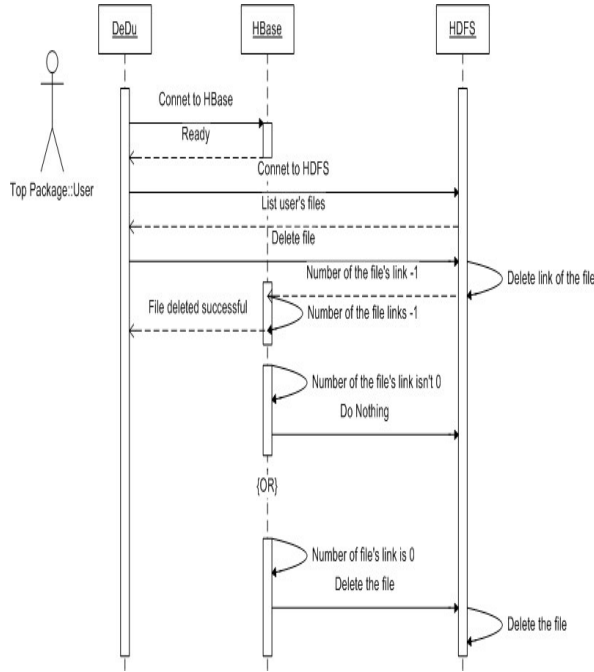 DeDu
HBase
HDFS
Connet to HBase
Ready
Top Package::User
Connet to HDFS
List user's files
Delete file
Number of the file's link -1
Delete link of the file
File deleted successful
Number of the file links -1
Number of the file's link isn't 0
Do Nothing
{OR}
Number of file's link is 0
Delete the file
Delete the file